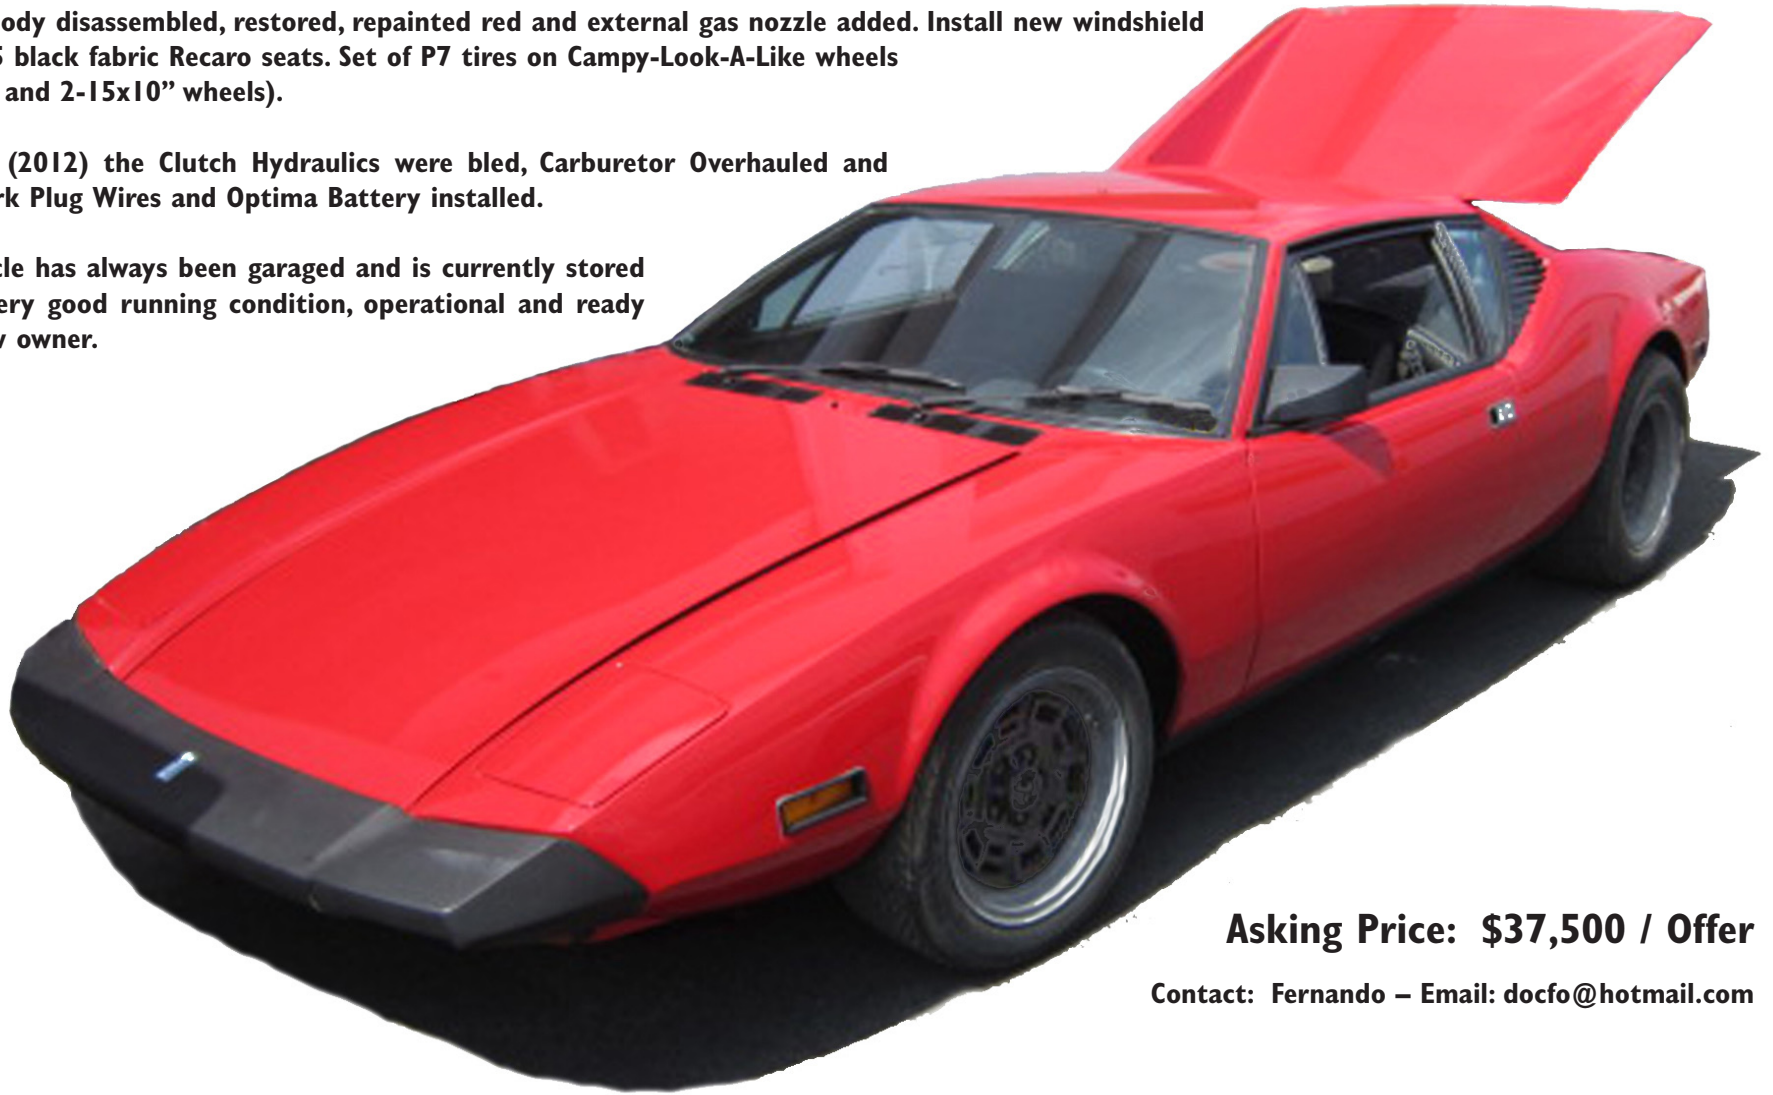 ody disassembled, restored, repainted red and external gas nozzle added. Install new windshield
5 black fabric Recaro seats. Set of P7 tires on Campy-Look-A-Like wheels
and 2-15x10” wheels).
(2012) the Clutch Hydraulics were bled, Carburetor Overhauled and
rk Plug Wires and Optima Battery installed.
cle has always been garaged and is currently stored
ery good running condition, operational and ready
owner.
Asking Price: $37,500 / Offer
Contact: Fernando – Email: docfo@hotmail.com